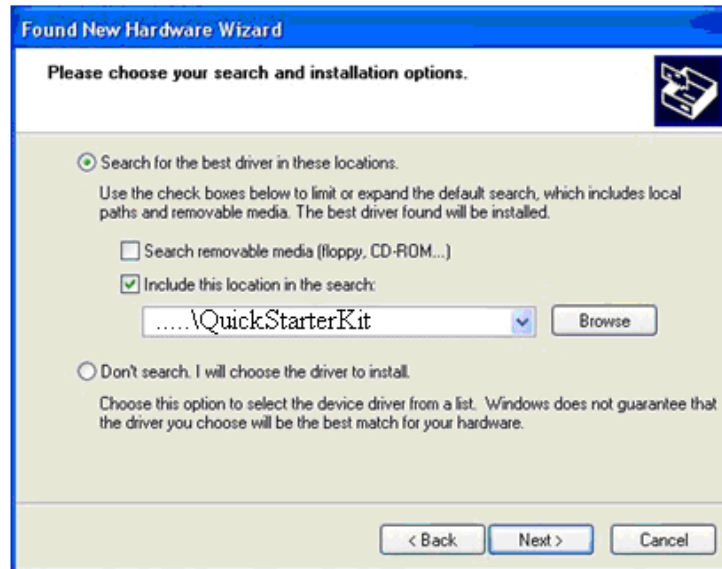 Found New Hardware Wizard
Please choose your search and installation options.
Search for the best driver in these locations.
Use the check boxes below to limit or expand the default search, which includes local
paths and removable media. The best driver found will be installed.
Search removable media (floppy, CD-ROM...)
Include this location in the search:
.....\QuickStarterKit
Browse
Don't search. I will choose the driver to install.
Choose this option to select the device driver from a list. Windows does not guarantee that
the driver you choose will be the best match for your hardware.
< Back
Next >
Cancel